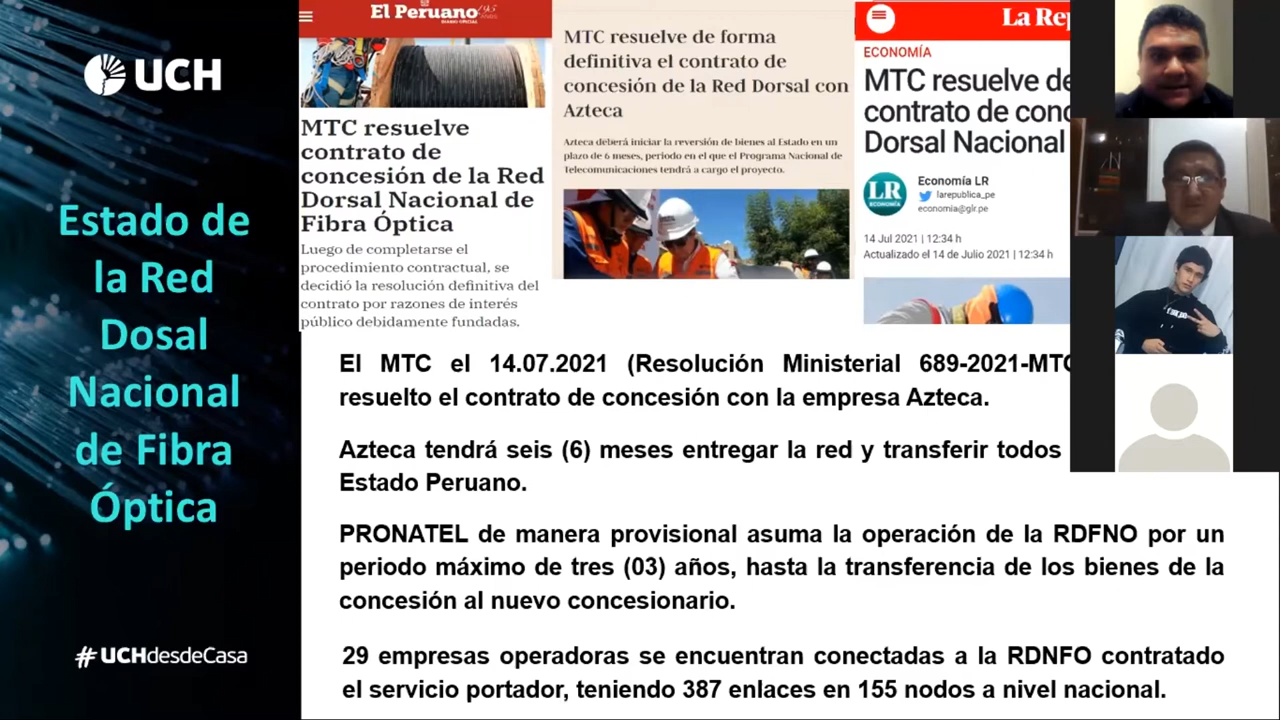 UCH
Estado de
la Red
Dosal
Nacional
de Fibra
Óptica
#UCHdesdeCasa
El Peruano
DIARIO OFICIAL
MTC resuelve
contrato de
concesión de la Red
Dorsal Nacional de
Fibra Óptica
Luego de completarse el
procedimiento contractual, se
decidió la resolución definitiva del
contrato por razones de interés
público debidamente fundadas.
MTC resuelve de forma
definitiva el contrato de
concesión de la Red Dorsal con
Azteca
Azteca deberá iniciar la reversión de bienes al Estado en un
plazo de 6 meses, periodo en el que el Programa Nacional de
Telecomunicaciones tendrá a cargo el proyecto.
La Rep
ECONOMÍA
MTC resuelve de
contrato de conc
Dorsal Nacional
LR
ECONOMÍA
Economía LR
larepublica_pe
economia@glr.pe
14 Jul 2021 | 12:34 h
Actualizado el 14 de Julio 2021 | 12:34 h
El MTC el 14.07.2021 (Resolución Ministerial 689-2021-MTC
resuelto el contrato de concesión con la empresa Azteca.
Azteca tendrá seis (6) meses entregar la red y transferir todos
Estado Peruano.
PRONATEL de manera provisional asuma la operación de la RDFNO por un
periodo máximo de tres (03) años, hasta la transferencia de los bienes de la
concesión al nuevo concesionario.
29 empresas operadoras se encuentran conectadas a la RDNFO contratado
el servicio portador, teniendo 387 enlaces en 155 nodos a nivel nacional.